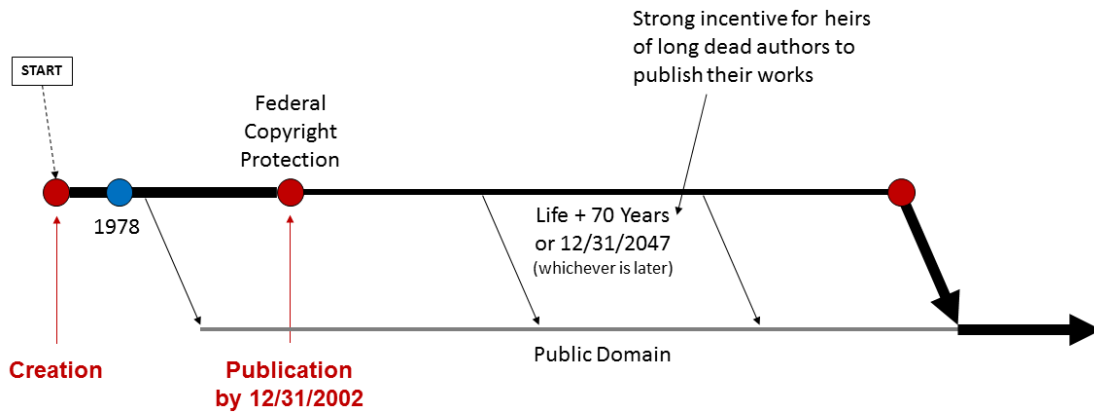 Strong incentive for heirs
of long dead authors to
publish their works
START
Federal
Copyright
Protection
1978
Life + 70 Years
or 12/31/2047
(whichever is later)
Public Domain
Creation
Publication
by 12/31/2002